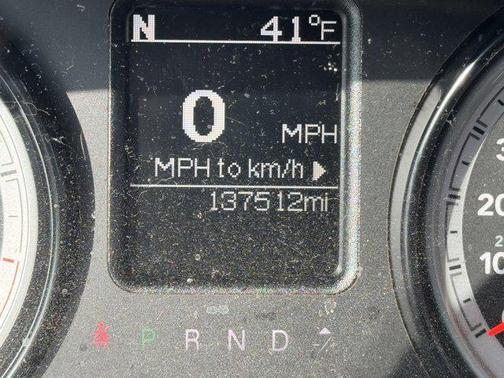 N 41°F
0 MPH
MPH to km/h
137512mi
P R N D